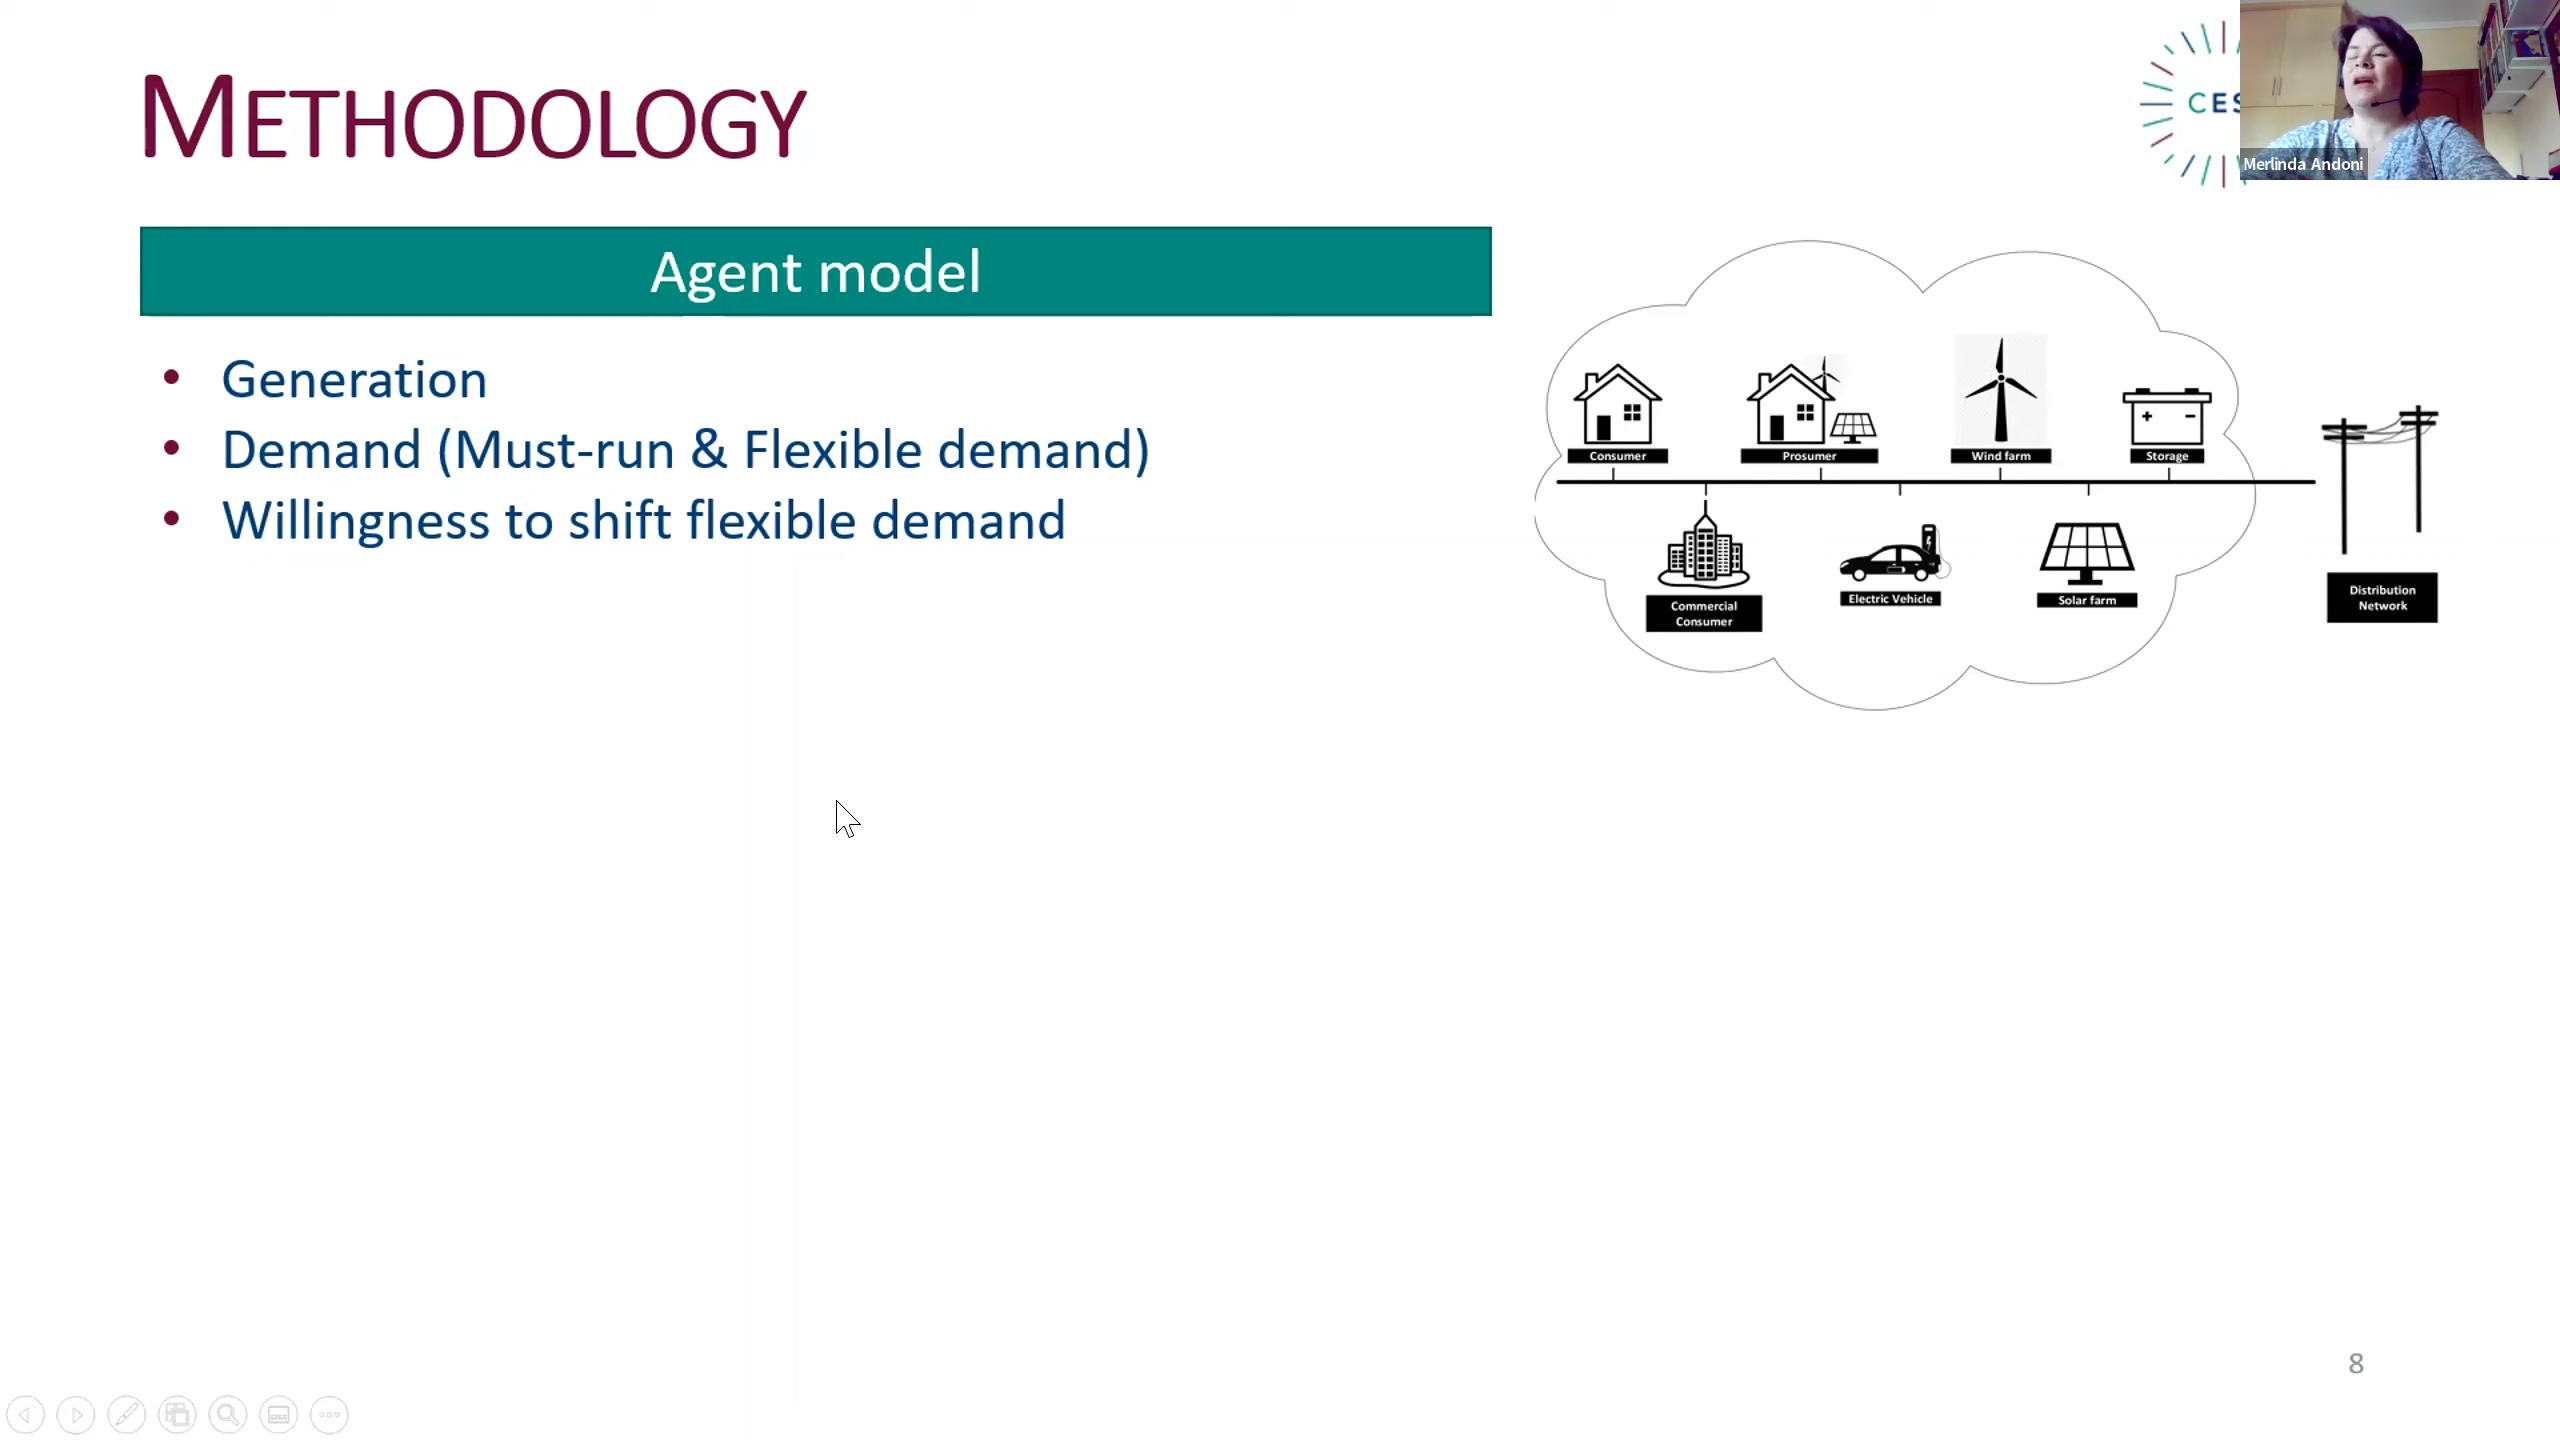 METHODOLOGY
CES
Merlinda Andoni
Agent model
• Generation
• Demand (Must-run & Flexible demand)
• Willingness to shift flexible demand
Consumer
Prosumer
Wind farm
Storage
Commercial
Consumer
Electric Vehicle
Solar farm
Distribution
Network
8